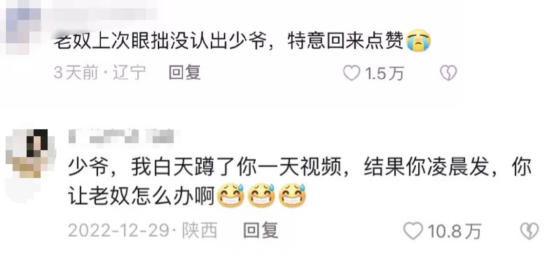 老奴上次眼拙没认出少爷，特意回来点赞😭
3天前·辽宁 回复 1.5万
少爷，我白天蹲了你一天视频，结果你凌晨发，你
让老奴怎么办啊😅😅😅
2022-12-29·陕西 回复 10.8万